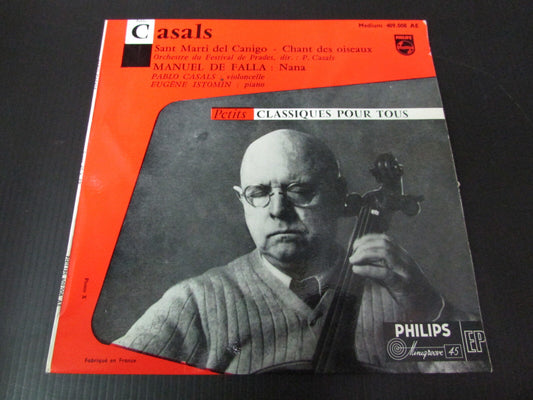 Casals
Medium 409.008 AE
PHILIPS
Sant Marti del Canigo - Chant des oiseaux
Orchestre du Festival de Prades, dir. : P. Casals
MANUEL DE FALLA : Nana
PABLO CASALS, violoncelle
EUGÈNE ISTOMIN : piano
Petits CLASSIQUES POUR TOUS
Photo X
PHILIPS
Minigroove 45
EP
Fabriqué en France